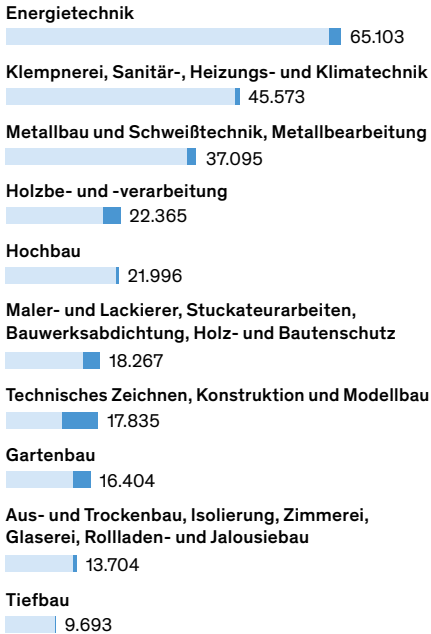 Energietechnik
65.103
Klempnerei, Sanitär-, Heizungs- und Klimatechnik
45.573
Metallbau und Schweißtechnik, Metallbearbeitung
37.095
Holzbe- und -verarbeitung
22.365
Hochbau
21.996
Maler- und Lackierer, Stuckateurarbeiten,
Bauwerksabdichtung, Holz- und Bautenschutz
18.267
Technisches Zeichnen, Konstruktion und Modellbau
17.835
Gartenbau
16.404
Aus- und Trockenbau, Isolierung, Zimmerei,
Glaserei, Rollladen- und Jalousiebau
13.704
Tiefbau
9.693